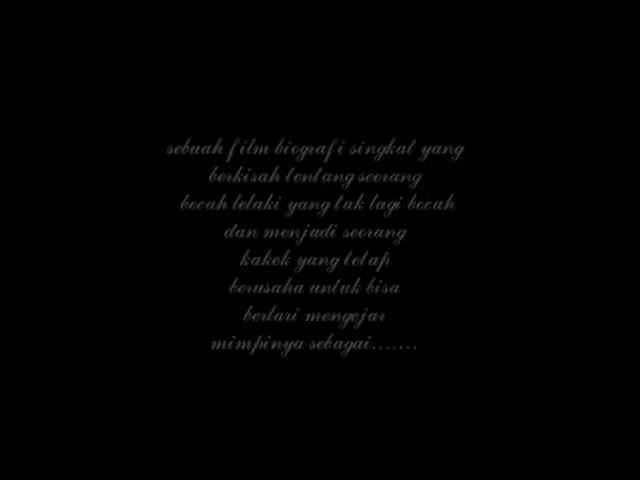 sebuah film biografi singkat yang
berkisah tentang seorang
bocah lelaki yang tak lagi bocah
dan menjadi seorang
kakek yang tetap
berusaha untuk bisa
berlari mengejar
mimpinya sebagai.......